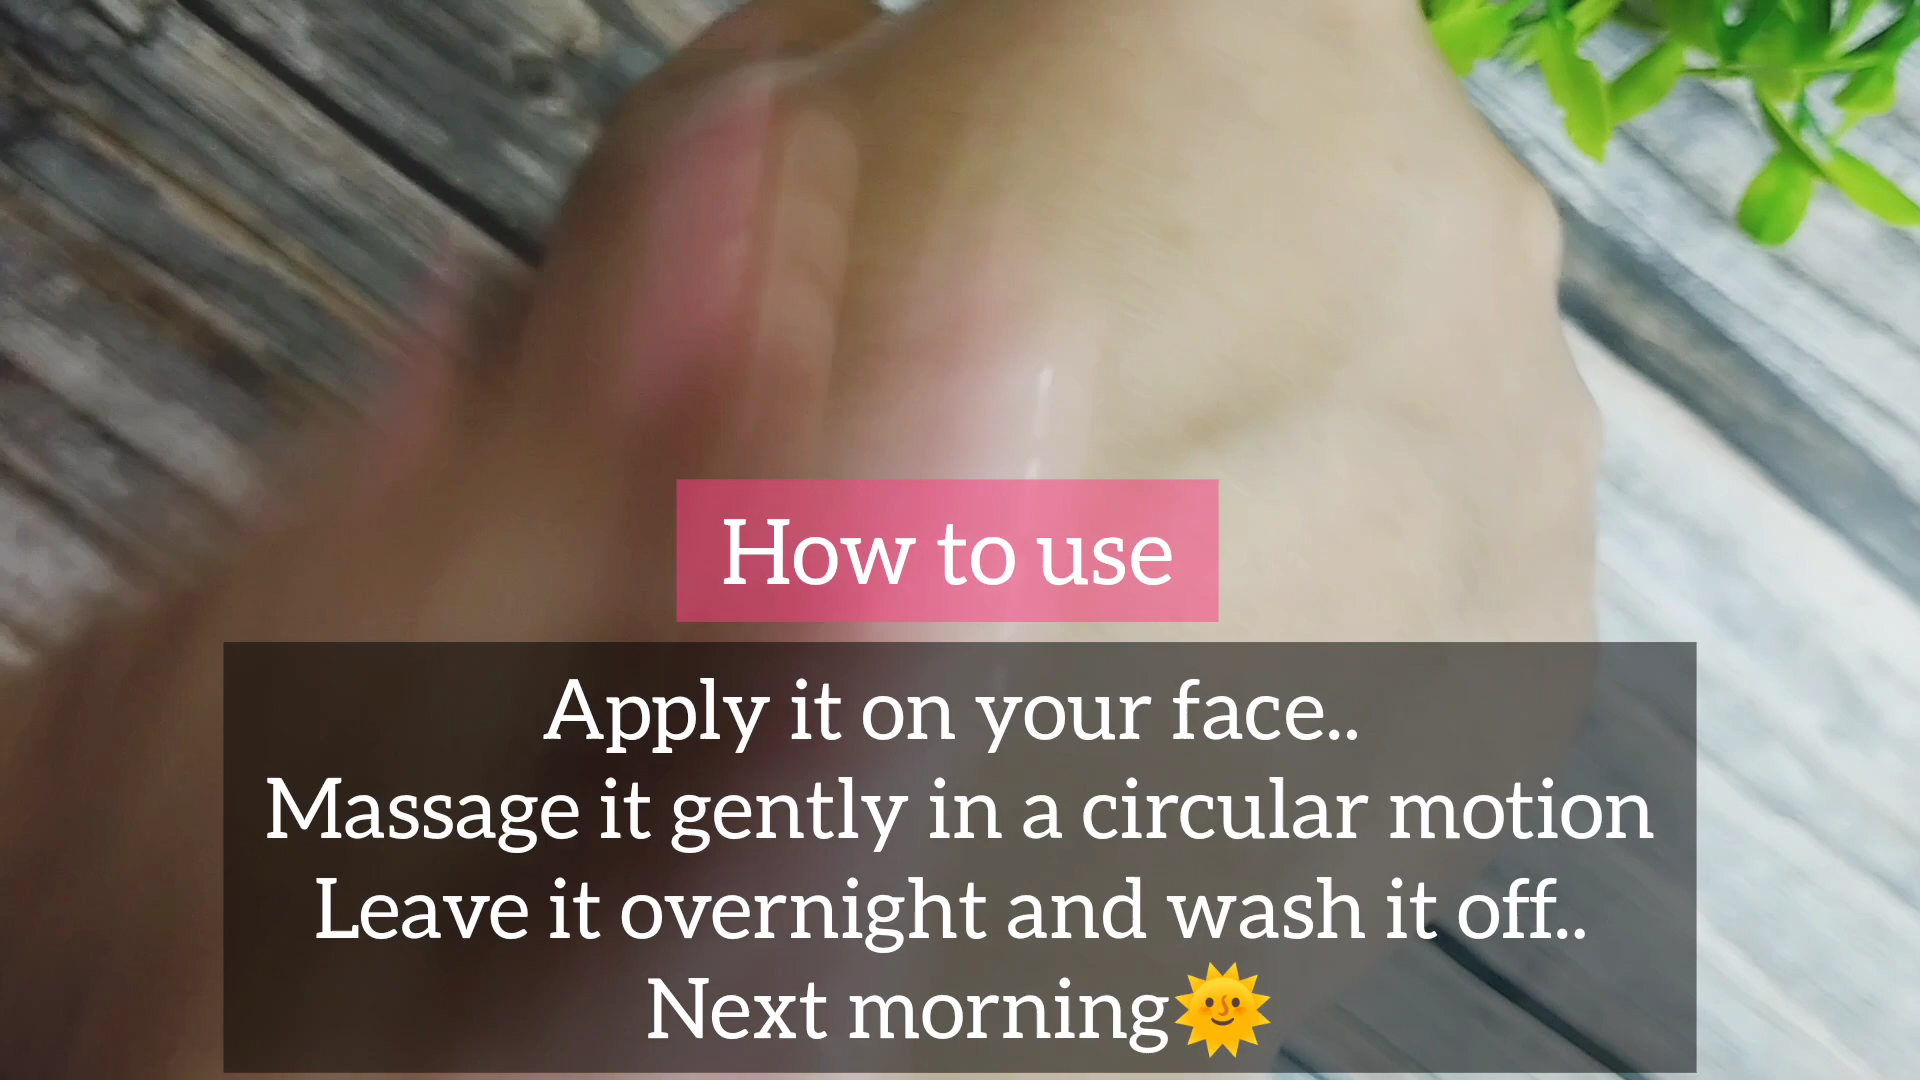 How to use
Apply it on your face..
Massage it gently in a circular motion
Leave it overnight and wash it off..
Next morning🌞